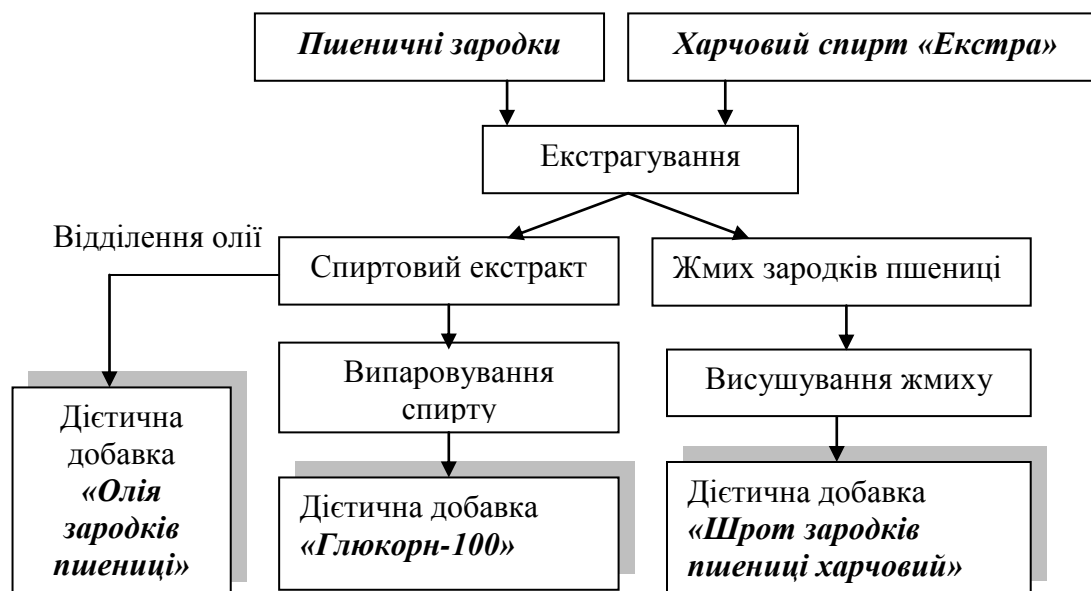 Пшеничні зародки
Харчовий спирт «Екстра»
Екстрагування
Відділення олії
Спиртовий екстракт
Жмих зародків пшениці
Випаровування
спирту
Висушування жмиху
Дієтична
добавка
«Олія
зародків
пшениці»
Дієтична добавка
«Глюкорн-100»
Дієтична добавка
«Шрот зародків
пшениці харчовий»